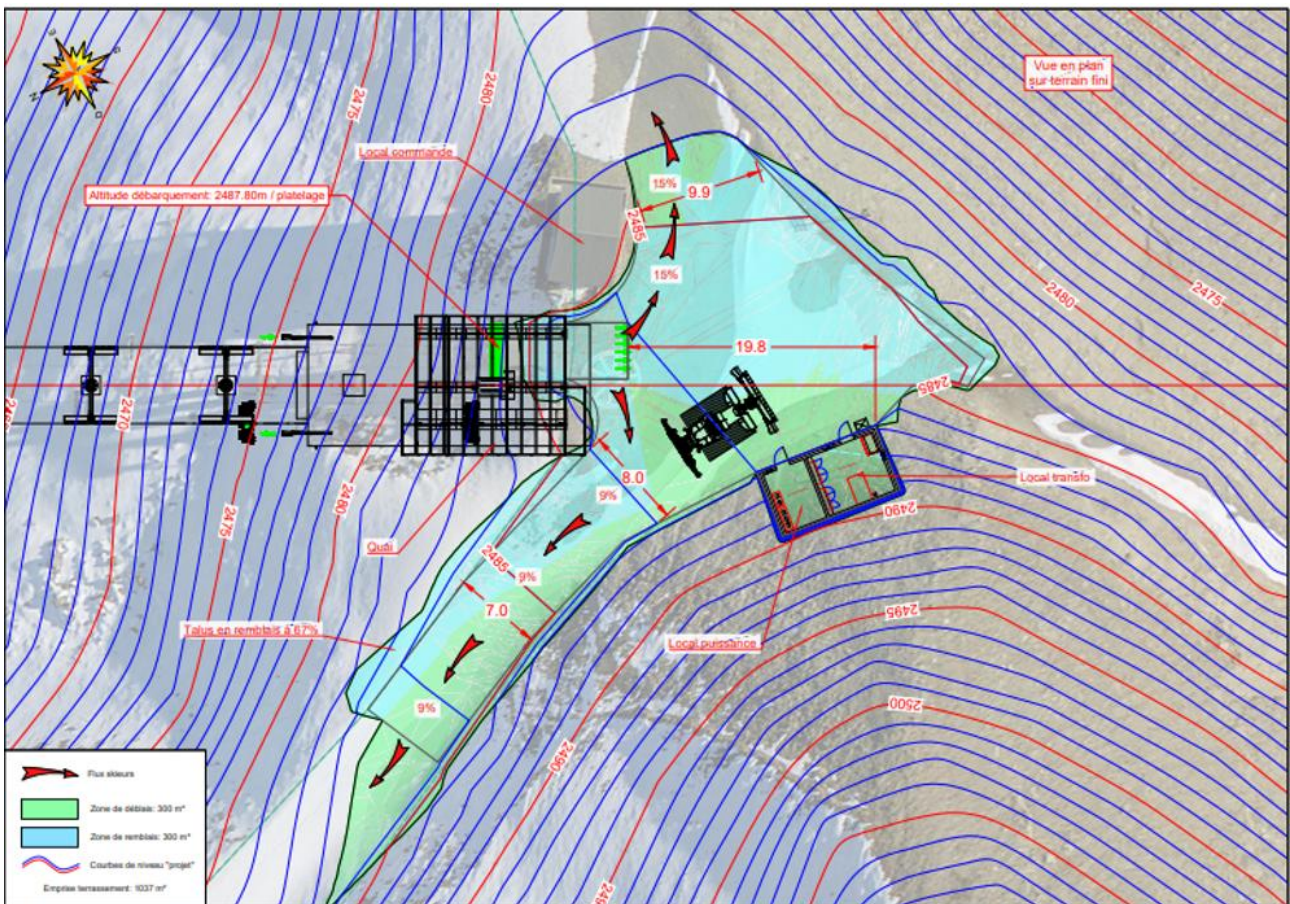 Vue en plan
sur terrain fini
2475
2480
Local commande
Altitude débarquement: 2487.80m / platelage
15%
9.9
2485
15%
2480
2475
19.8
2485
2470
2475
2480
8.0
9%
Local transfo
2490
Quai
2485
9%
7.0
2495
Talus en remblais à 67%
Local puissance
9%
2500
2490
Flux skieurs
Zone de déblais: 300 m³
Zone de remblais: 300 m³
Courbes de niveau "projet"
Emprise terrassement: 1037 m²